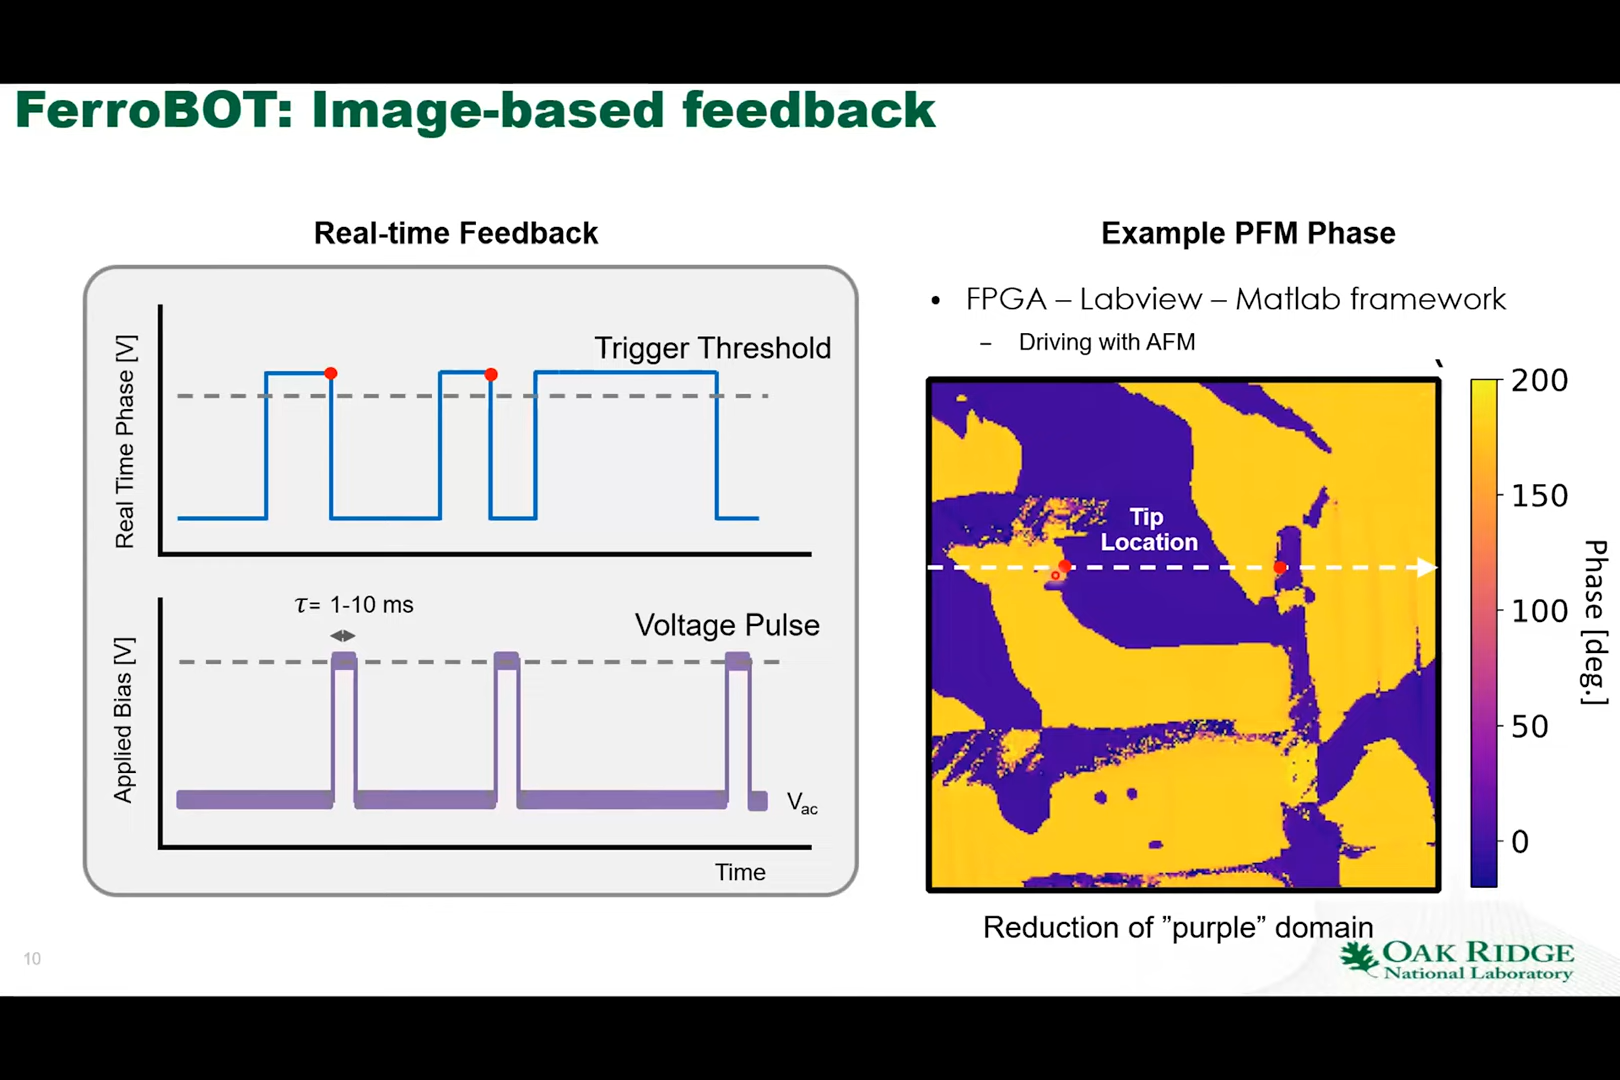 FerroBOT: Image-based feedback
Real-time Feedback
Real Time Phase [V]
Trigger Threshold
τ= 1-10 ms
Voltage Pulse
Applied Bias [V]
Vac
Time
Example PFM Phase
• FPGA – Labview – Matlab framework
– Driving with AFM
Tip
Location
200
150
100
50
0
Phase [deg.]
Reduction of ”purple” domain
10
OAK RIDGE
National Laboratory